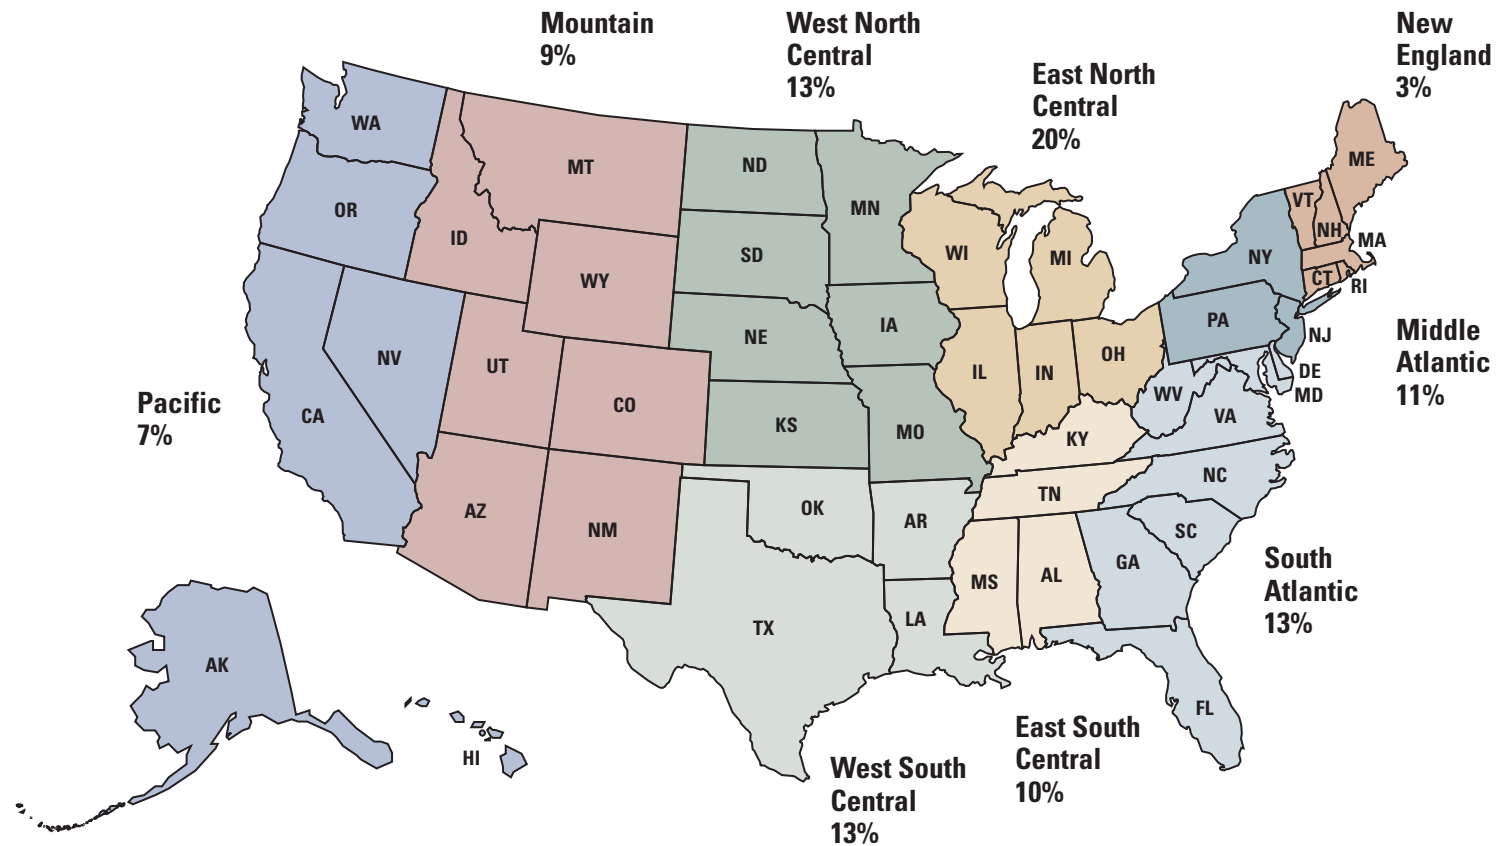 Mountain
9%
West North
Central
13%
East North
Central
20%
New
England
3%
WA
OR
ID
MT
WY
ND
SD
MN
WI
MI
NY
VT
NH
ME
MA
CT
RI
CA
NV
UT
CO
NE
KS
IA
MO
IL
IN
OH
PA
NJ
DE
MD
WV
VA
KY
TN
NC
SC
Pacific
7%
Middle
Atlantic
11%
AZ
NM
OK
AR
TX
LA
MS
AL
GA
FL
South
Atlantic
13%
AK
HI
West South
Central
13%
East South
Central
10%